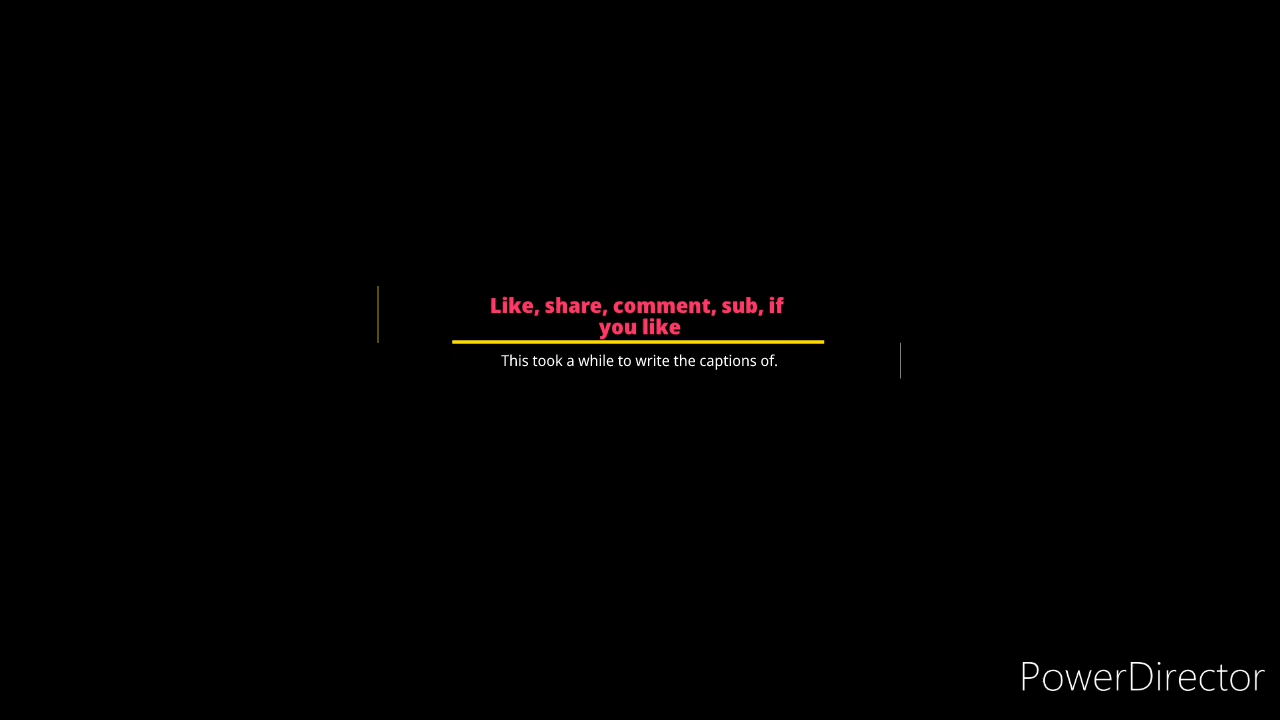 Like, share, comment, sub, if
you like
This took a while to write the captions of.
PowerDirector